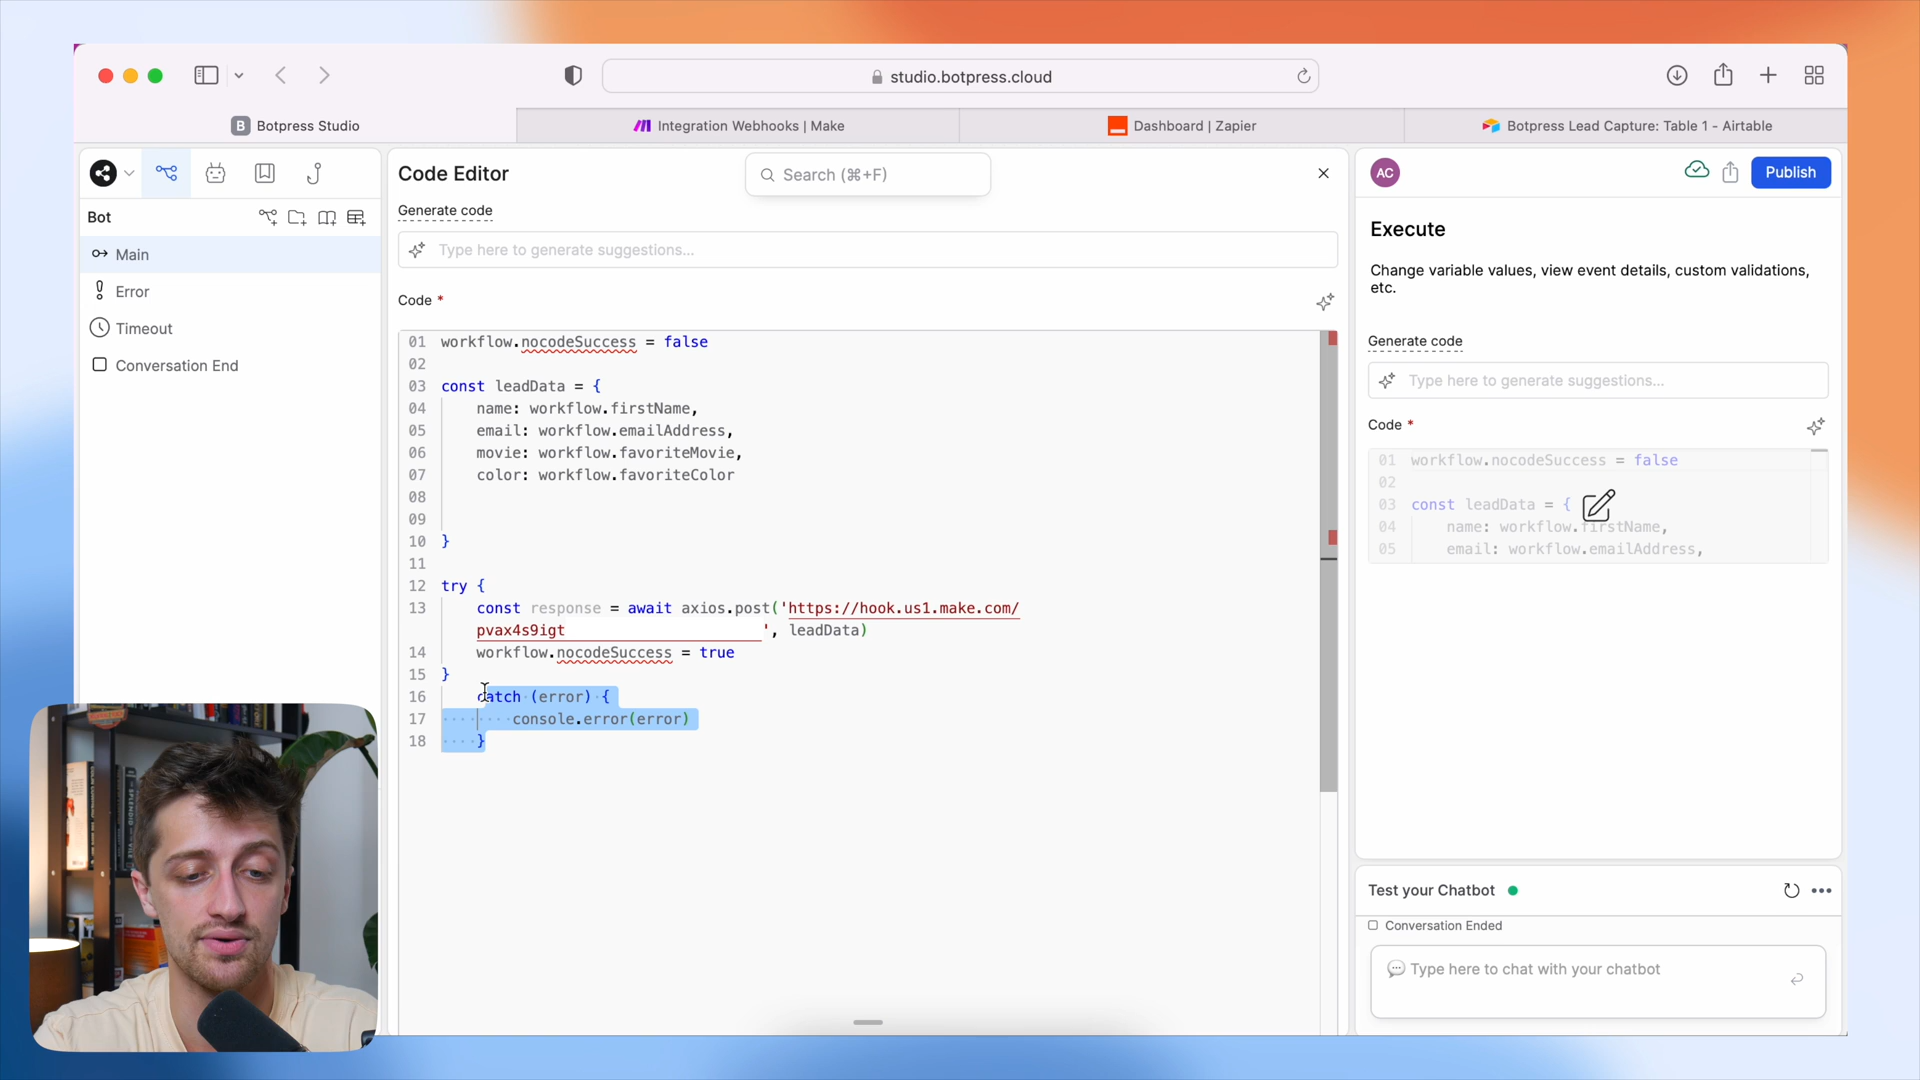 studio.botpress.cloud
B Botpress Studio
Integration Webhooks | Make
Dashboard | Zapier
Botpress Lead Capture: Table 1 - Airtable
Bot
Main
Error
Timeout
Conversation End
Code Editor
Search (⌘+F)
Generate code
Type here to generate suggestions...
Code *
01 workflow.nocodeSuccess = false
02
03 const leadData = {
04 name: workflow.firstName,
05 email: workflow.emailAddress,
06 movie: workflow.favoriteMovie,
07 color: workflow.favoriteColor
08
09
10 }
11
12 try {
13 const response = await axios.post('https://hook.us1.make.com/
pvax4s9igt ', leadData)
14 workflow.nocodeSuccess = true
15 }
16 catch (error) {
17 console.error(error)
18 }
AC
Publish
Execute
Change variable values, view event details, custom validations,
etc.
Generate code
Type here to generate suggestions...
Code *
01 workflow.nocodeSuccess = false
02
03 const leadData = {
04 name: workflow.firstName,
05 email: workflow.emailAddress,
Test your Chatbot
Conversation Ended
Type here to chat with your chatbot